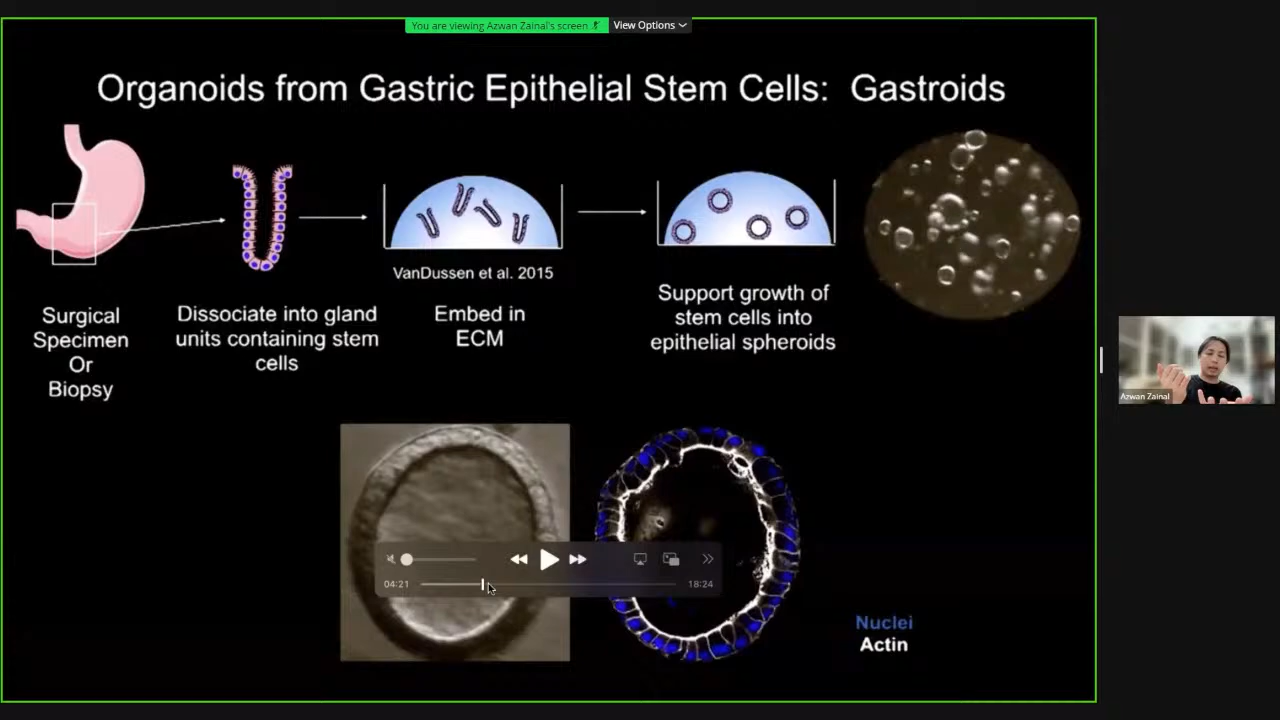 You are viewing Azwan Zainal's screen
View Options
Organoids from Gastric Epithelial Stem Cells: Gastroids
VanDussen et al. 2015
Surgical
Specimen
Or
Biopsy
Dissociate into gland
units containing stem
cells
Embed in
ECM
Support growth of
stem cells into
epithelial spheroids
Azwan Zainal
04:21
18:24
Nuclei
Actin